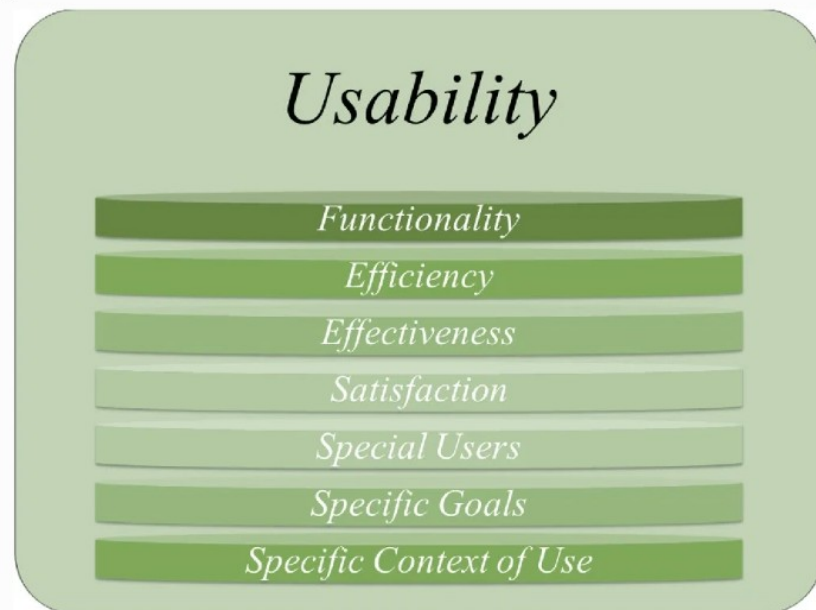 Usability
Functionality
Efficiency
Effectiveness
Satisfaction
Special Users
Specific Goals
Specific Context of Use